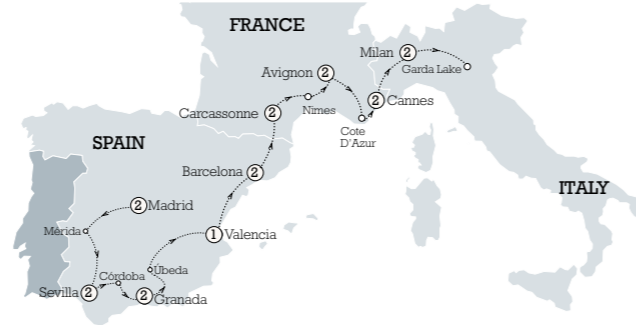 FRANCE
Milan 2
Garda Lake
Avignon 2
2 Cannes
Nimes
Carcassonne 2
Cote
D'Azur
SPAIN
Barcelona 2
ITALY
2 Madrid
Mérida
1 Valencia
Úbeda
Córdoba
Sevilla 2
2 Granada